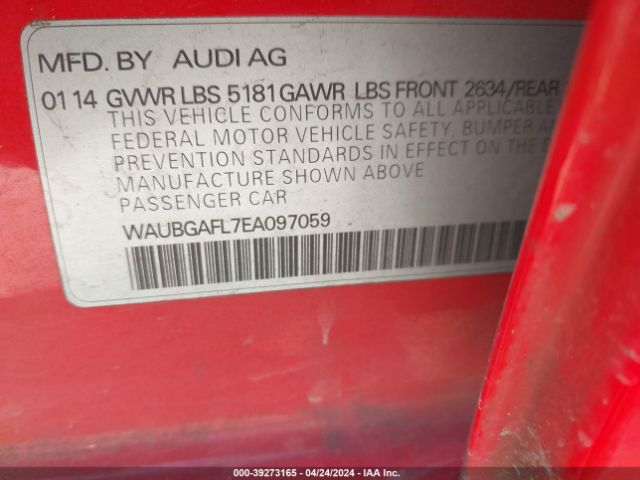 MFD. BY AUDI AG
01 14 GVWR LBS 5181 GAWR LBS FRONT 2634/REAR
THIS VEHICLE CONFORMS TO ALL APPLICABLE
FEDERAL MOTOR VEHICLE SAFETY, BUMPER
PREVENTION STANDARDS IN EFFECT ON THE
MANUFACTURE SHOWN ABOVE
PASSENGER CAR
WAUBGAFL7EA097059
000-39273165 • 04/24/2024 • IAA Inc.